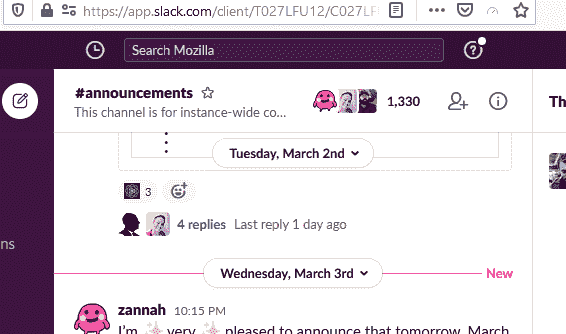 https://app.slack.com/client/T027LFU12/C027LF
Search Mozilla
#announcements
1,330
Th
This channel is for instance-wide co...
Tuesday, March 2nd
3
4 replies Last reply 1 day ago
ns
Wednesday, March 3rd
New
zannah 10:15 PM
I'm very pleased to announce that tomorrow, March